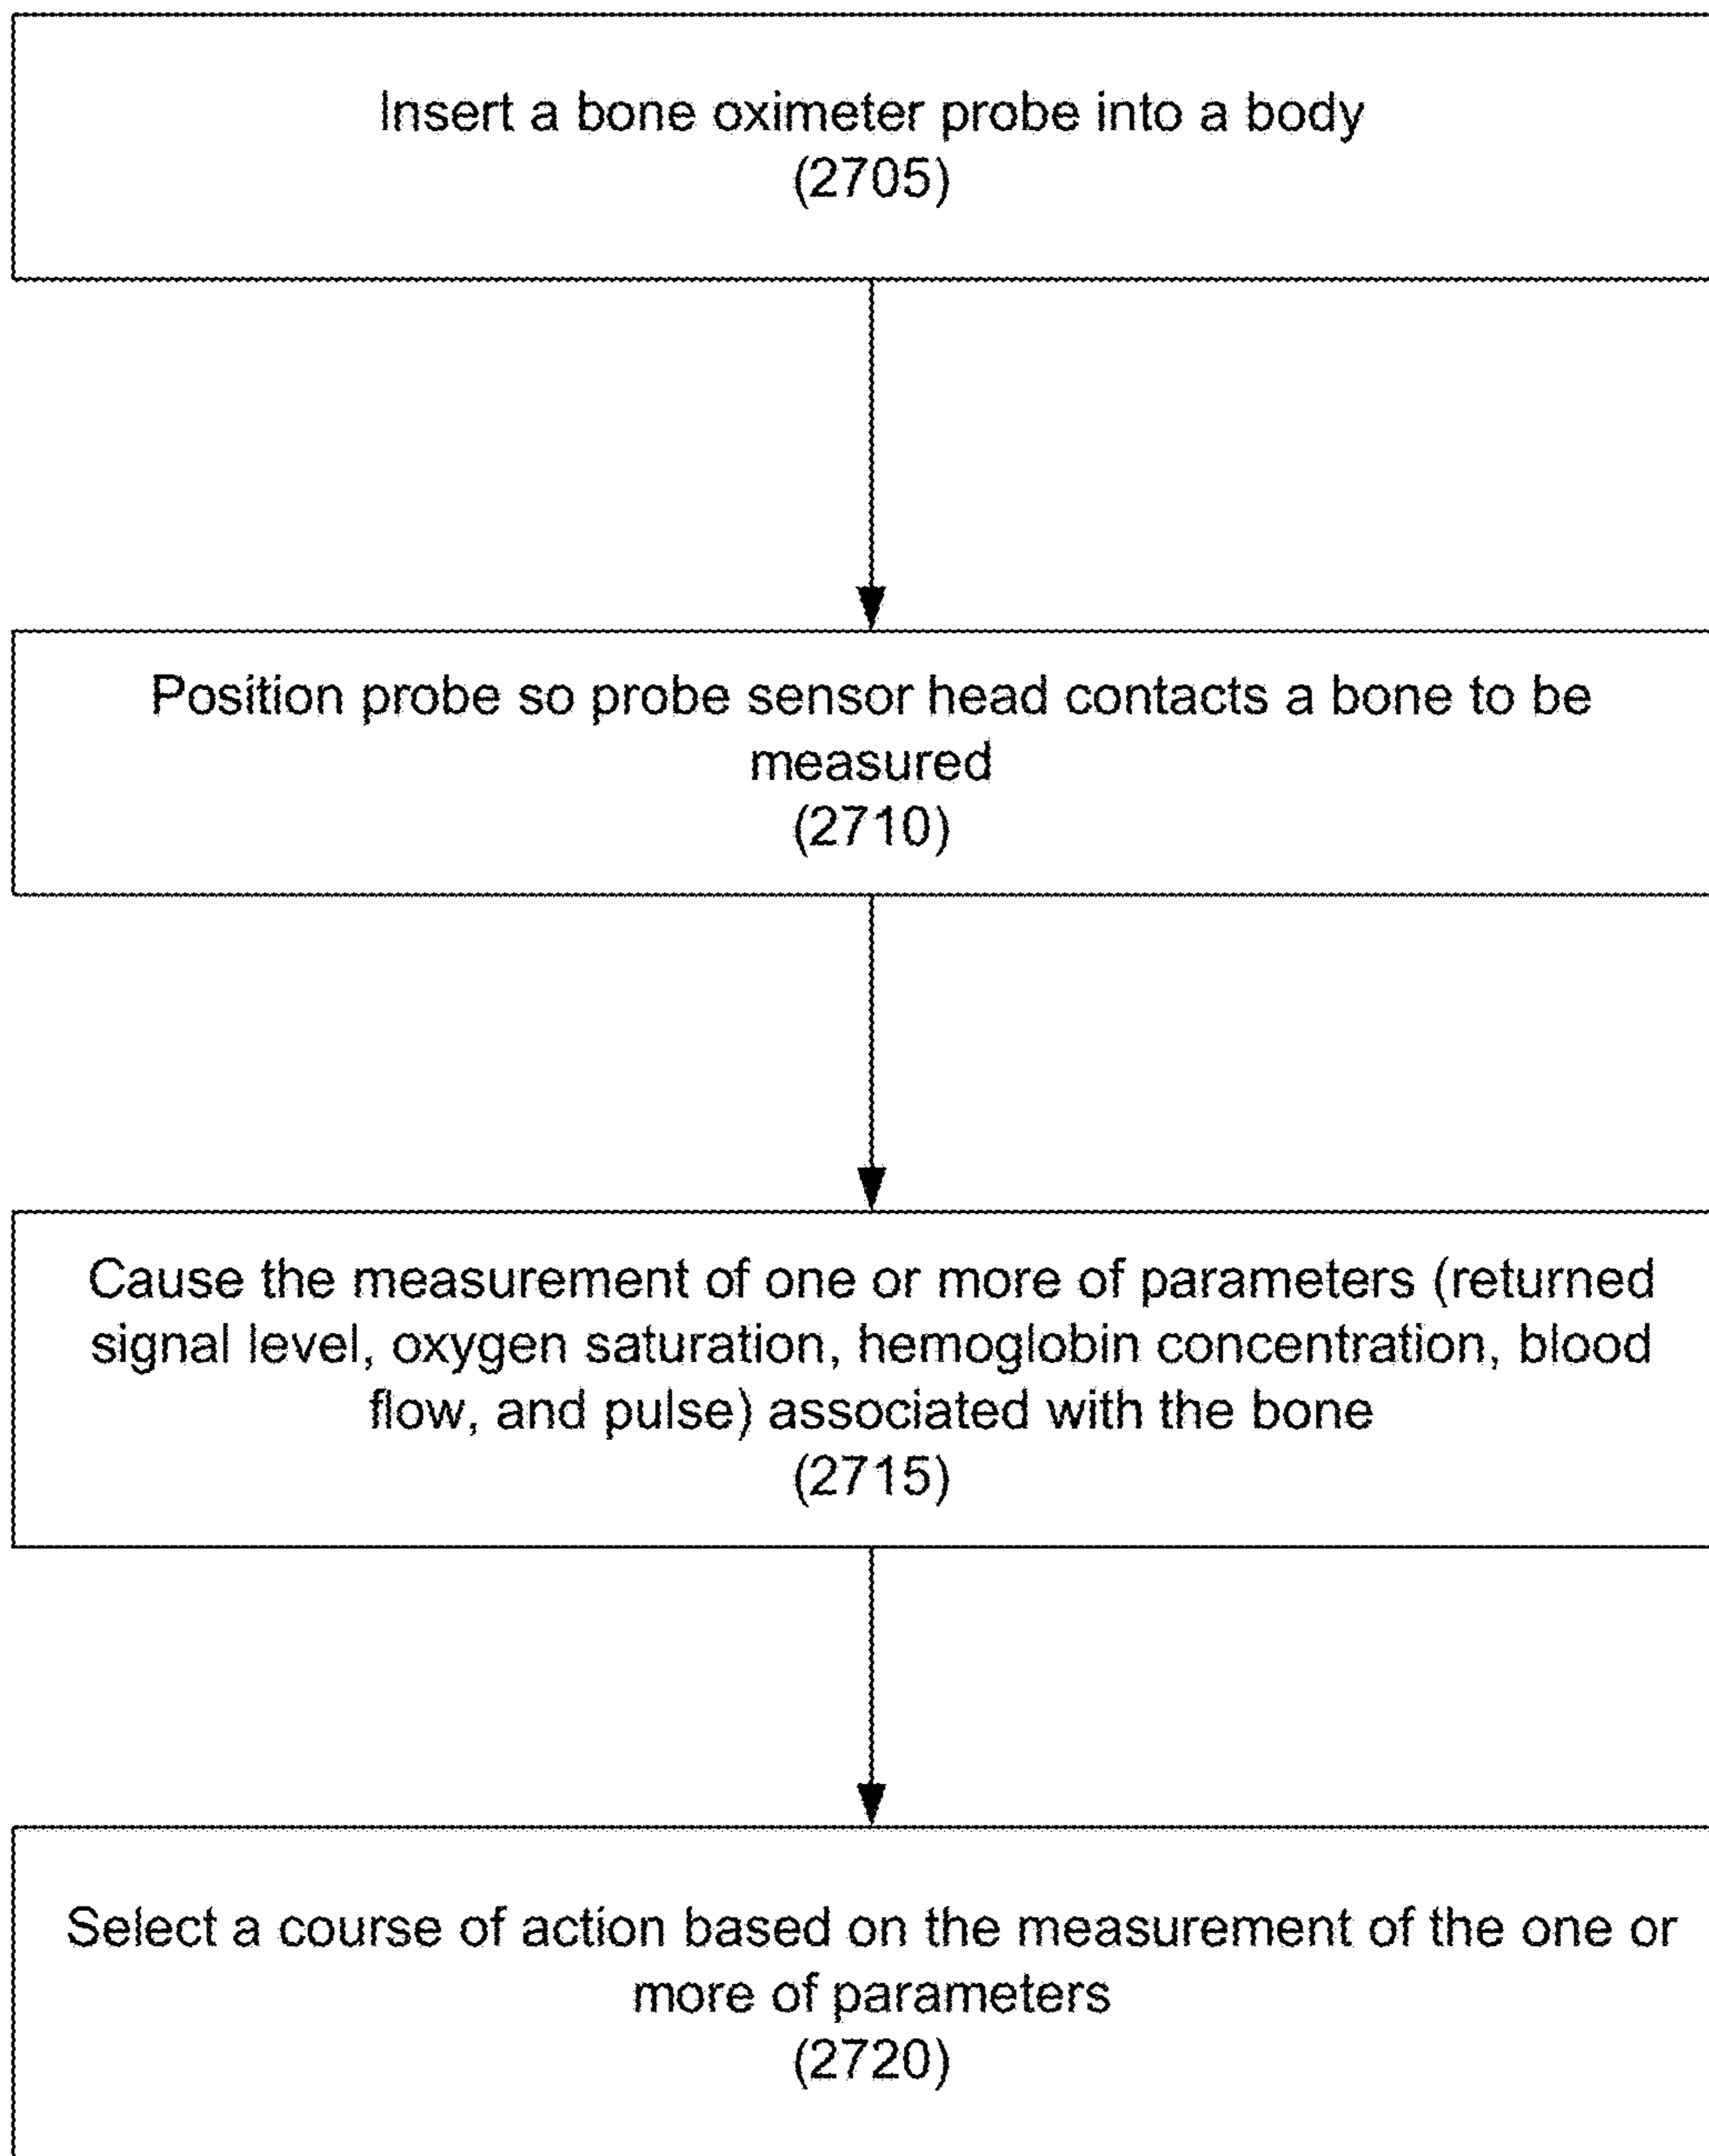 Insert a bone oximeter probe into a body
(2705)
Position probe so probe sensor head contacts a bone to be
measured
(2710)
Cause the measurement of one or more of parameters (returned
signal level, oxygen saturation, hemoglobin concentration, blood
flow, and pulse) associated with the bone
(2715)
Select a course of action based on the measurement of the one or
more of parameters
(2720)